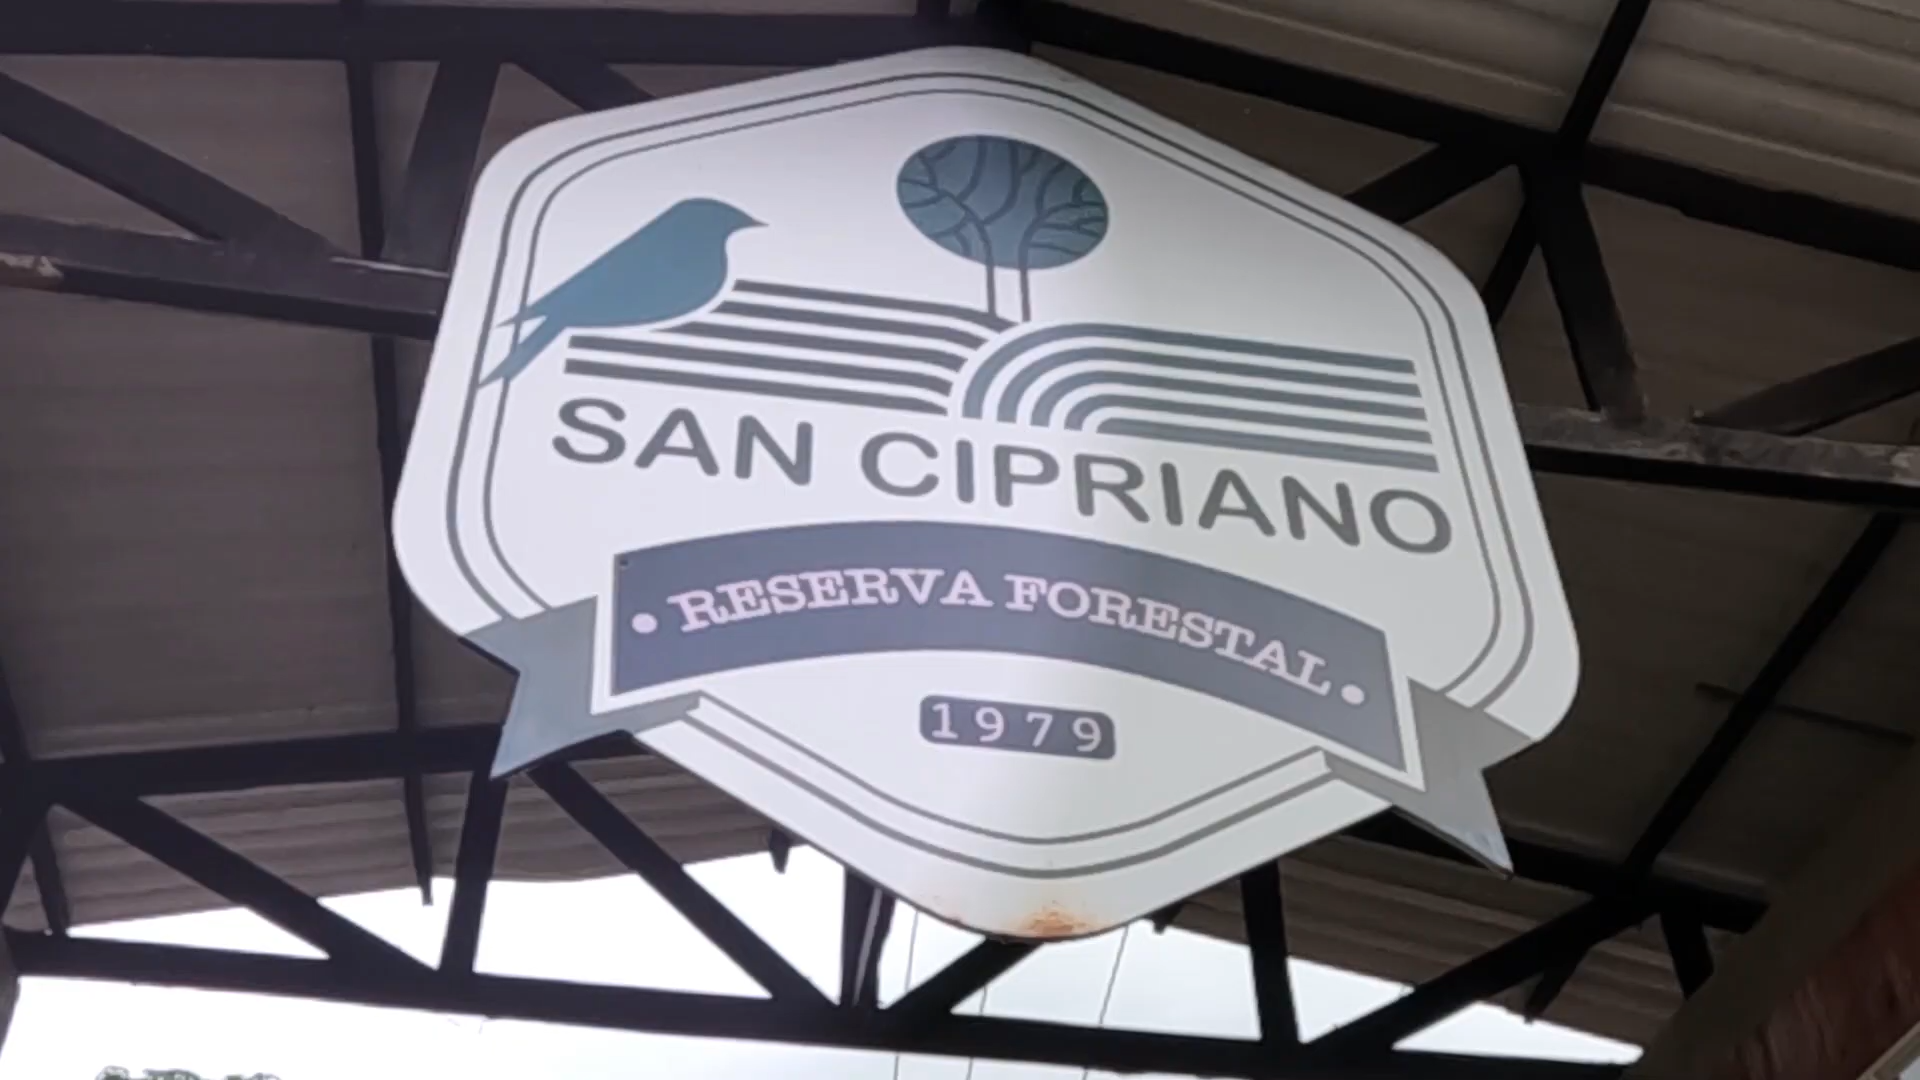 SAN CIPRIANO
• RESERVA FORESTAL •
1979